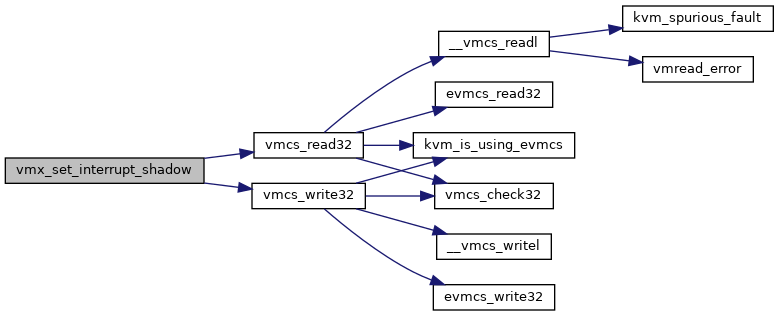 vmx_set_interrupt_shadow
vmcs_read32
vmcs_write32
__vmcs_readl
evmcs_read32
kvm_is_using_evmcs
vmcs_check32
__vmcs_writel
evmcs_write32
kvm_spurious_fault
vmread_error